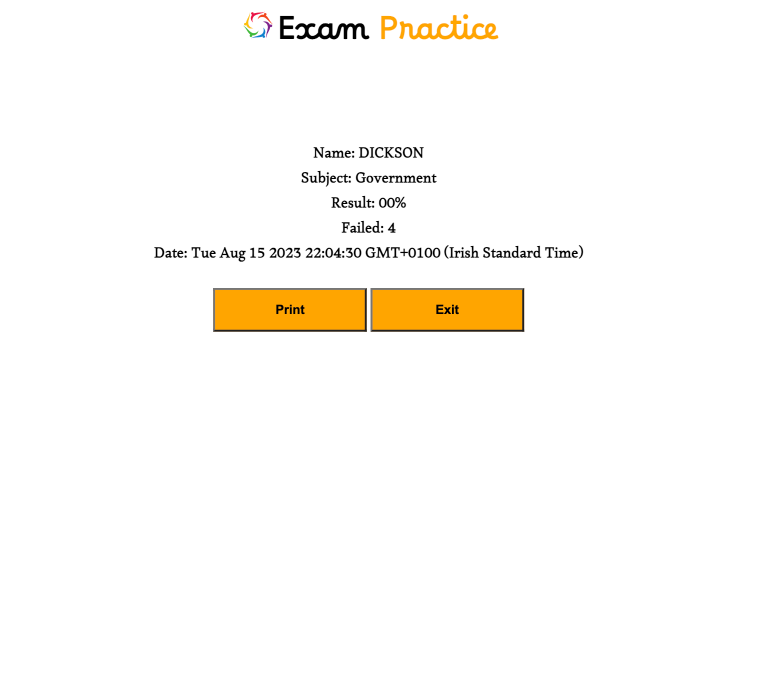 Exam Practice
Name: DICKSON
Subject: Government
Result: 00%
Failed: 4
Date: Tue Aug 15 2023 22:04:30 GMT+0100 (Irish Standard Time)
Print Exit